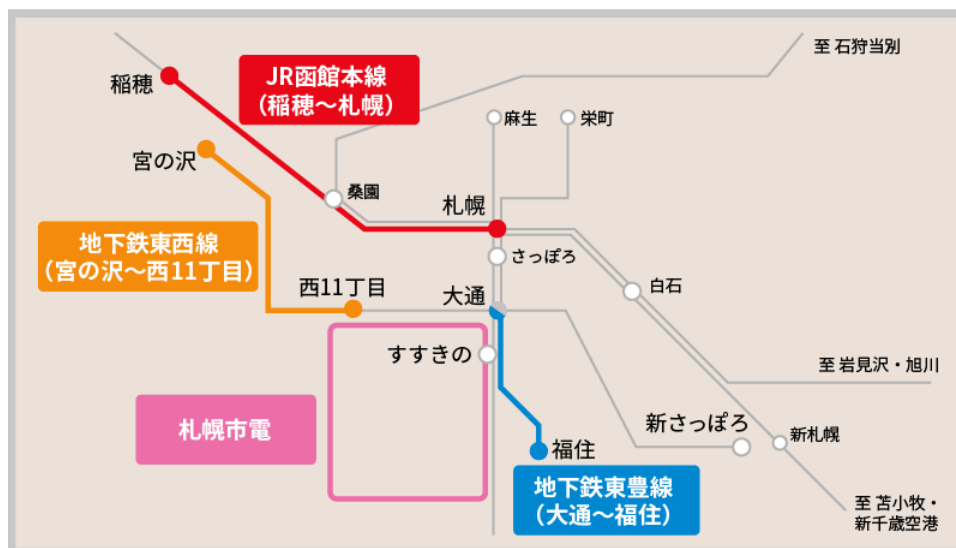 至 石狩当別
稲穂
JR函館本線
（稲穂～札幌）
麻生
栄町
宮の沢
桑園
札幌
地下鉄東西線
（宮の沢～西11丁目）
さっぽろ
西11丁目
大通
白石
すすきの
至 岩見沢・旭川
札幌市電
新さっぽろ
新札幌
福住
地下鉄東豊線
（大通～福住）
至 苫小牧・
新千歳空港